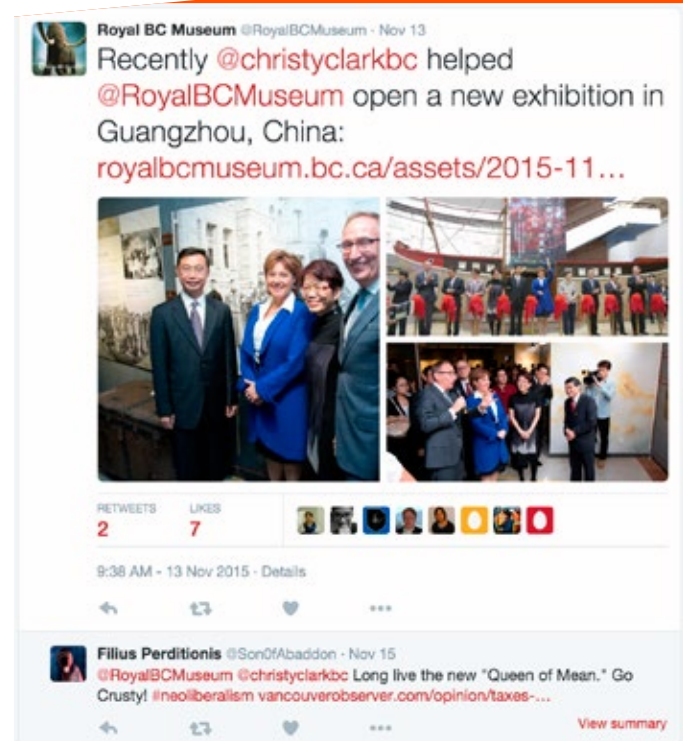 Royal BC Museum @RoyalBCMuseum · Nov 13
Recently @christyclarkbc helped
@RoyalBCMuseum open a new exhibition in
Guangzhou, China:
royalbcmuseum.bc.ca/assets/2015-11...
RETWEETS LIKES
2 7
9:38 AM - 13 Nov 2015 · Details
Filius Perditionis @Son0fAbaddon · Nov 15
@RoyalBCMuseum @christyclarkbc Long live the new "Queen of Mean." Go
Crusty! #neoliberalism vancouverobserver.com/opinion/taxes-...
View summary